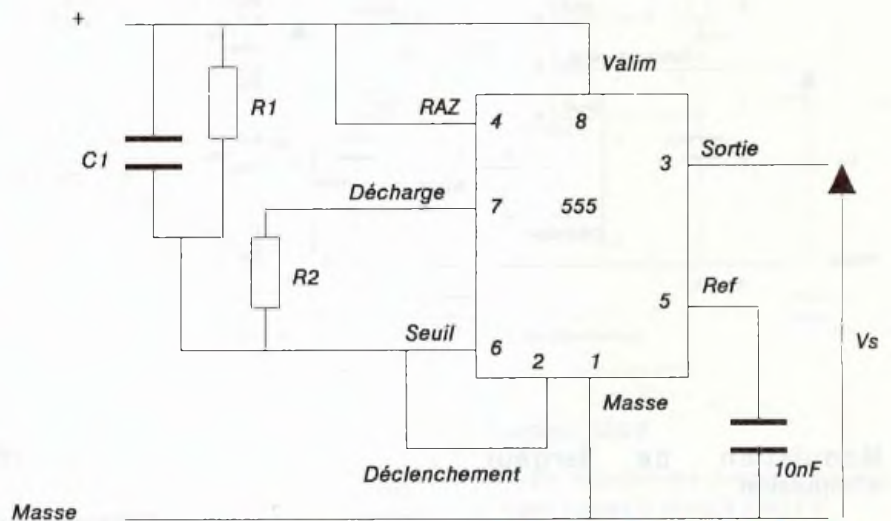 +
Valim
R1
RAZ
4
8
C1
3
Sortie
Décharge
7
555
R2
5
Ref
Seuil
6
2
1
Vs
Masse
10nF
Déclenchement
Masse